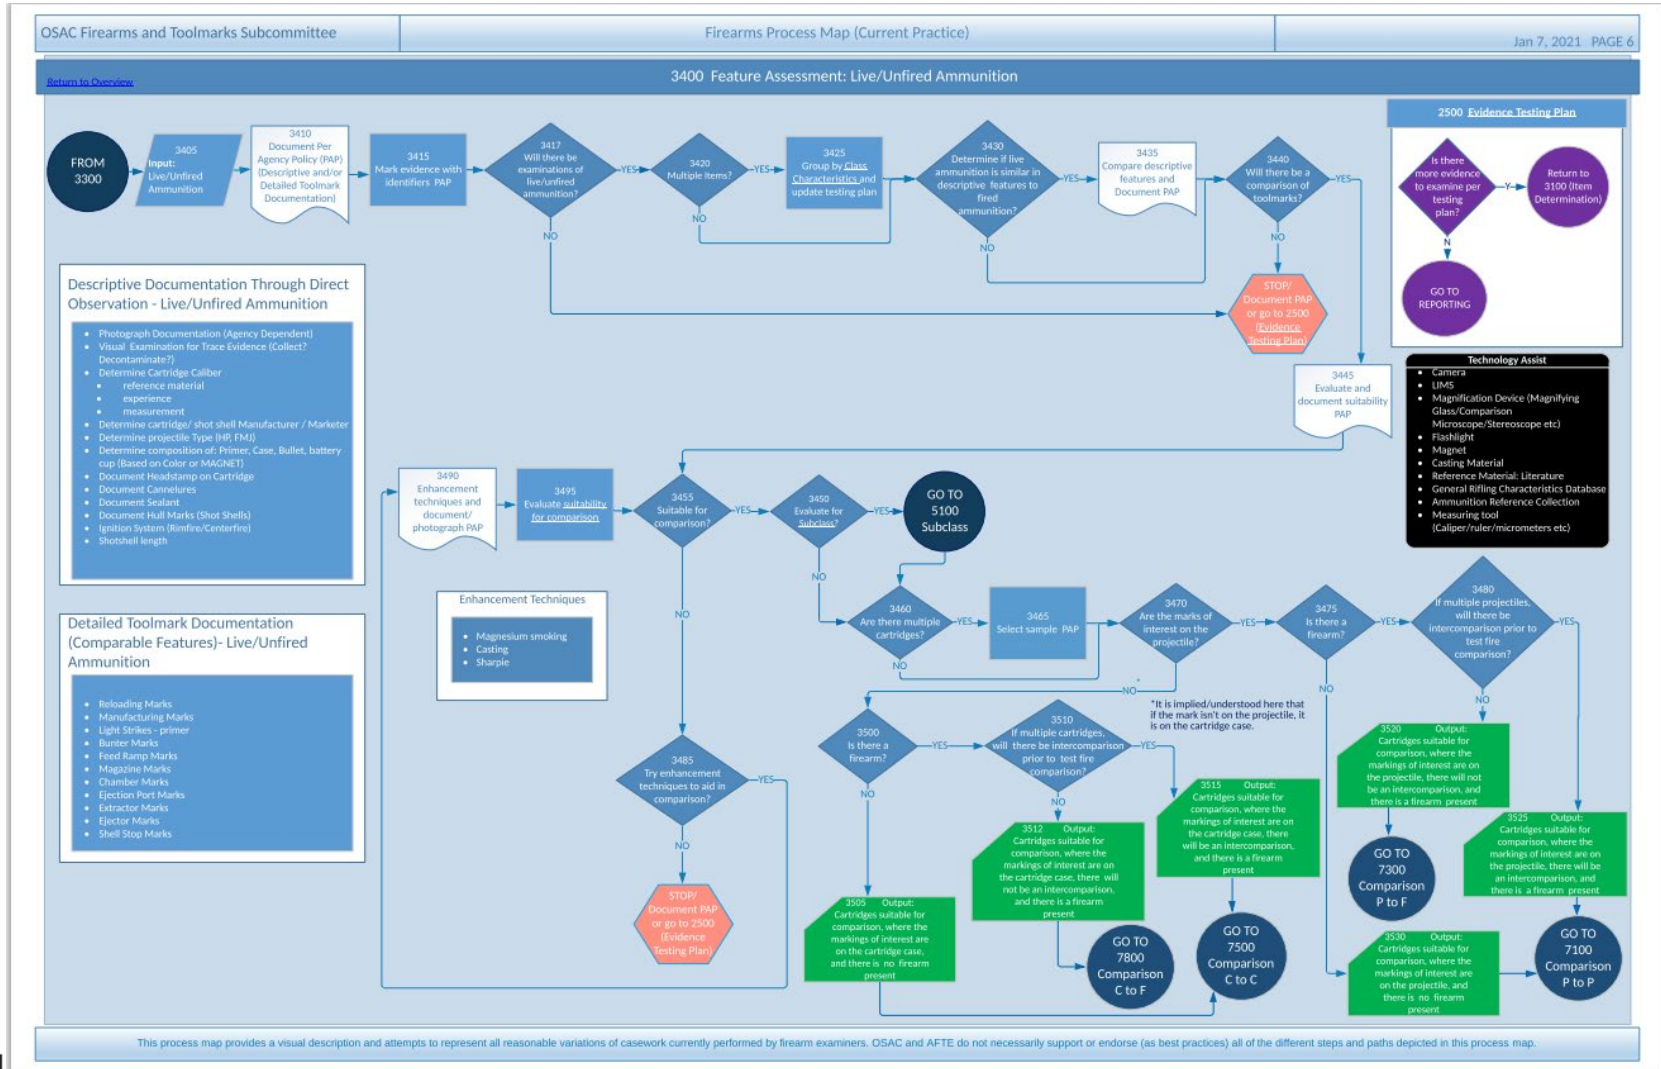 OSAC Firearms and Toolmarks Subcommittee
Firearms Process Map (Current Practice)
Jan 7, 2021 PAGE 6
Return to Overview
3400 Feature Assessment: Live/Unfired Ammunition
FROM
3300
3405
Input:
Live/Unfired
Ammunition
3410
Document Per
Agency Policy (PAP)
(Descriptive and/or
Detailed Toolmark
Documentation)
3415
Mark evidence with
identifiers PAP
3417
Will there be
examinations of
live/unfired
ammunition?
YES
NO
3420
Multiple Items?
YES
NO
3425
Group by Class
Characteristics and
update testing plan
3430
Determine if live
ammunition is similar in
descriptive features to
fired
ammunition?
YES
NO
3435
Compare descriptive
features and
Document PAP
3440
Will there be a
comparison of
toolmarks?
YES
NO
STOP/
Document PAP
or go to 2500
(Evidence
Testing Plan)
2500 Evidence Testing Plan
Is there
more evidence
to examine per
testing
plan?
Y
Return to
3100 (Item
Determination)
N
GO TO
REPORTING
Descriptive Documentation Through Direct
Observation - Live/Unfired Ammunition
• Photograph Documentation (Agency Dependent)
• Visual Examination for Trace Evidence (Collect?
Decontaminate?)
• Determine Cartridge Caliber
• reference material
• experience
• measurement
• Determine cartridge/ shot shell Manufacturer / Marketer
• Determine projectile Type (HP, FMJ)
• Determine composition of: Primer, Case, Bullet, battery
cup (Based on Color or MAGNET)
• Document Headstamp on Cartridge
• Document Cannelures
• Document Sealant
• Document Hull Marks (Shot Shells)
• Ignition System (Rimfire/Centerfire)
• Shotshell length
3445
Evaluate and
document suitability
PAP
Technology Assist
• Camera
• LIMS
• Magnification Device (Magnifying
Glass/Comparison
Microscope/Stereoscope etc)
• Flashlight
• Magnet
• Casting Material
• Reference Material: Literature
• General Rifling Characteristics Database
• Ammunition Reference Collection
• Measuring tool
(Caliper/ruler/micrometers etc)
3490
Enhancement
techniques and
document/
photograph PAP
3495
Evaluate suitability
for comparison
3455
Suitable for
comparison?
YES
NO
3450
Evaluate for
Subclass?
YES
NO
GO TO
5100
Subclass
Enhancement Techniques
• Magnesium smoking
• Casting
• Sharpie
3460
Are there multiple
cartridges?
YES
NO
3465
Select sample PAP
3470
Are the marks of
interest on the
projectile?
YES
NO
*
3475
Is there a
firearm?
YES
NO
3480
If multiple projectiles,
will there be
intercomparison prior to
test fire
comparison?
YES
NO
*It is implied/understood here that
if the mark isn't on the projectile, it
is on the cartridge case.
Detailed Toolmark Documentation
(Comparable Features)- Live/Unfired
Ammunition
• Reloading Marks
• Manufacturing Marks
• Light Strikes - primer
• Bunter Marks
• Feed Ramp Marks
• Magazine Marks
• Chamber Marks
• Ejection Port Marks
• Extractor Marks
• Ejector Marks
• Shell Stop Marks
3485
Try enhancement
techniques to aid in
comparison?
YES
NO
STOP/
Document PAP
or go to 2500
(Evidence
Testing Plan)
3500
Is there a
firearm?
YES
NO
3510
If multiple cartridges,
will there be intercomparison
prior to test fire
comparison?
YES
NO
3505 Output:
Cartridges suitable for
comparison, where the
markings of interest are
on the cartridge case,
and there is no firearm
present
3512 Output:
Cartridges suitable for
comparison, where the
markings of interest are on
the cartridge case, there will
not be an intercomparison,
and there is a firearm
present
3515 Output:
Cartridges suitable for
comparison, where the
markings of interest are on
the cartridge case, there
will be an intercomparison,
and there is a firearm
present
3520 Output:
Cartridges suitable for
comparison, where the
markings of interest are on
the projectile, there will not
be an intercomparison, and
there is a firearm present
3525 Output:
Cartridges suitable for
comparison, where the
markings of interest are on
the projectile, there will be
an intercomparison, and
there is a firearm present
3530 Output:
Cartridges suitable for
comparison, where the
markings of interest are
on the projectile, and
there is no firearm
present
GO TO
7800
Comparison
C to F
GO TO
7500
Comparison
C to C
GO TO
7300
Comparison
P to F
GO TO
7100
Comparison
P to P
This process map provides a visual description and attempts to represent all reasonable variations of casework currently performed by firearm examiners. OSAC and AFTE do not necessarily support or endorse (as best practices) all of the different steps and paths depicted in this process map.